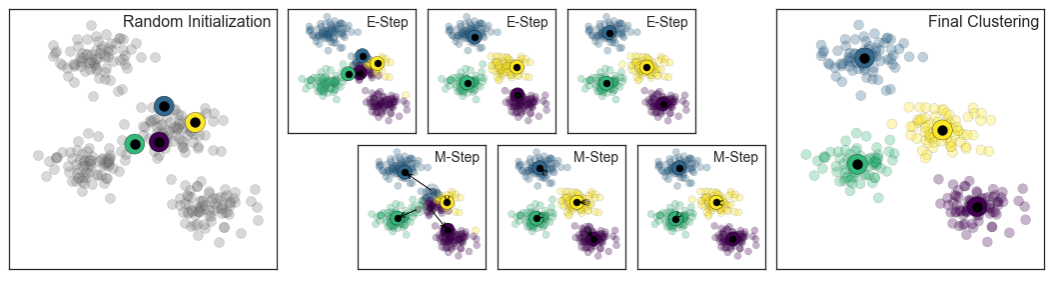 Random Initialization
E-Step
E-Step
E-Step
Final Clustering
M-Step
M-Step
M-Step